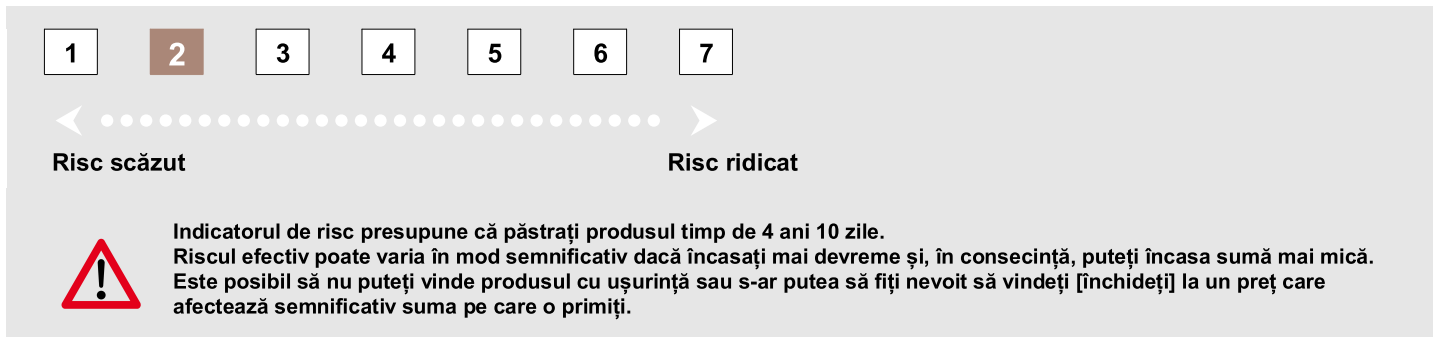 1 2 3 4 5 6 7
Risc scăzut Risc ridicat
Indicatorul de risc presupune că păstrați produsul timp de 4 ani 10 zile.
Riscul efectiv poate varia în mod semnificativ dacă încasați mai devreme și, în consecință, puteți încasa sumă mai mică.
Este posibil să nu puteți vinde produsul cu ușurință sau s-ar putea să fiți nevoit să vindeți [închideți] la un preț care
afectează semnificativ suma pe care o primiți.